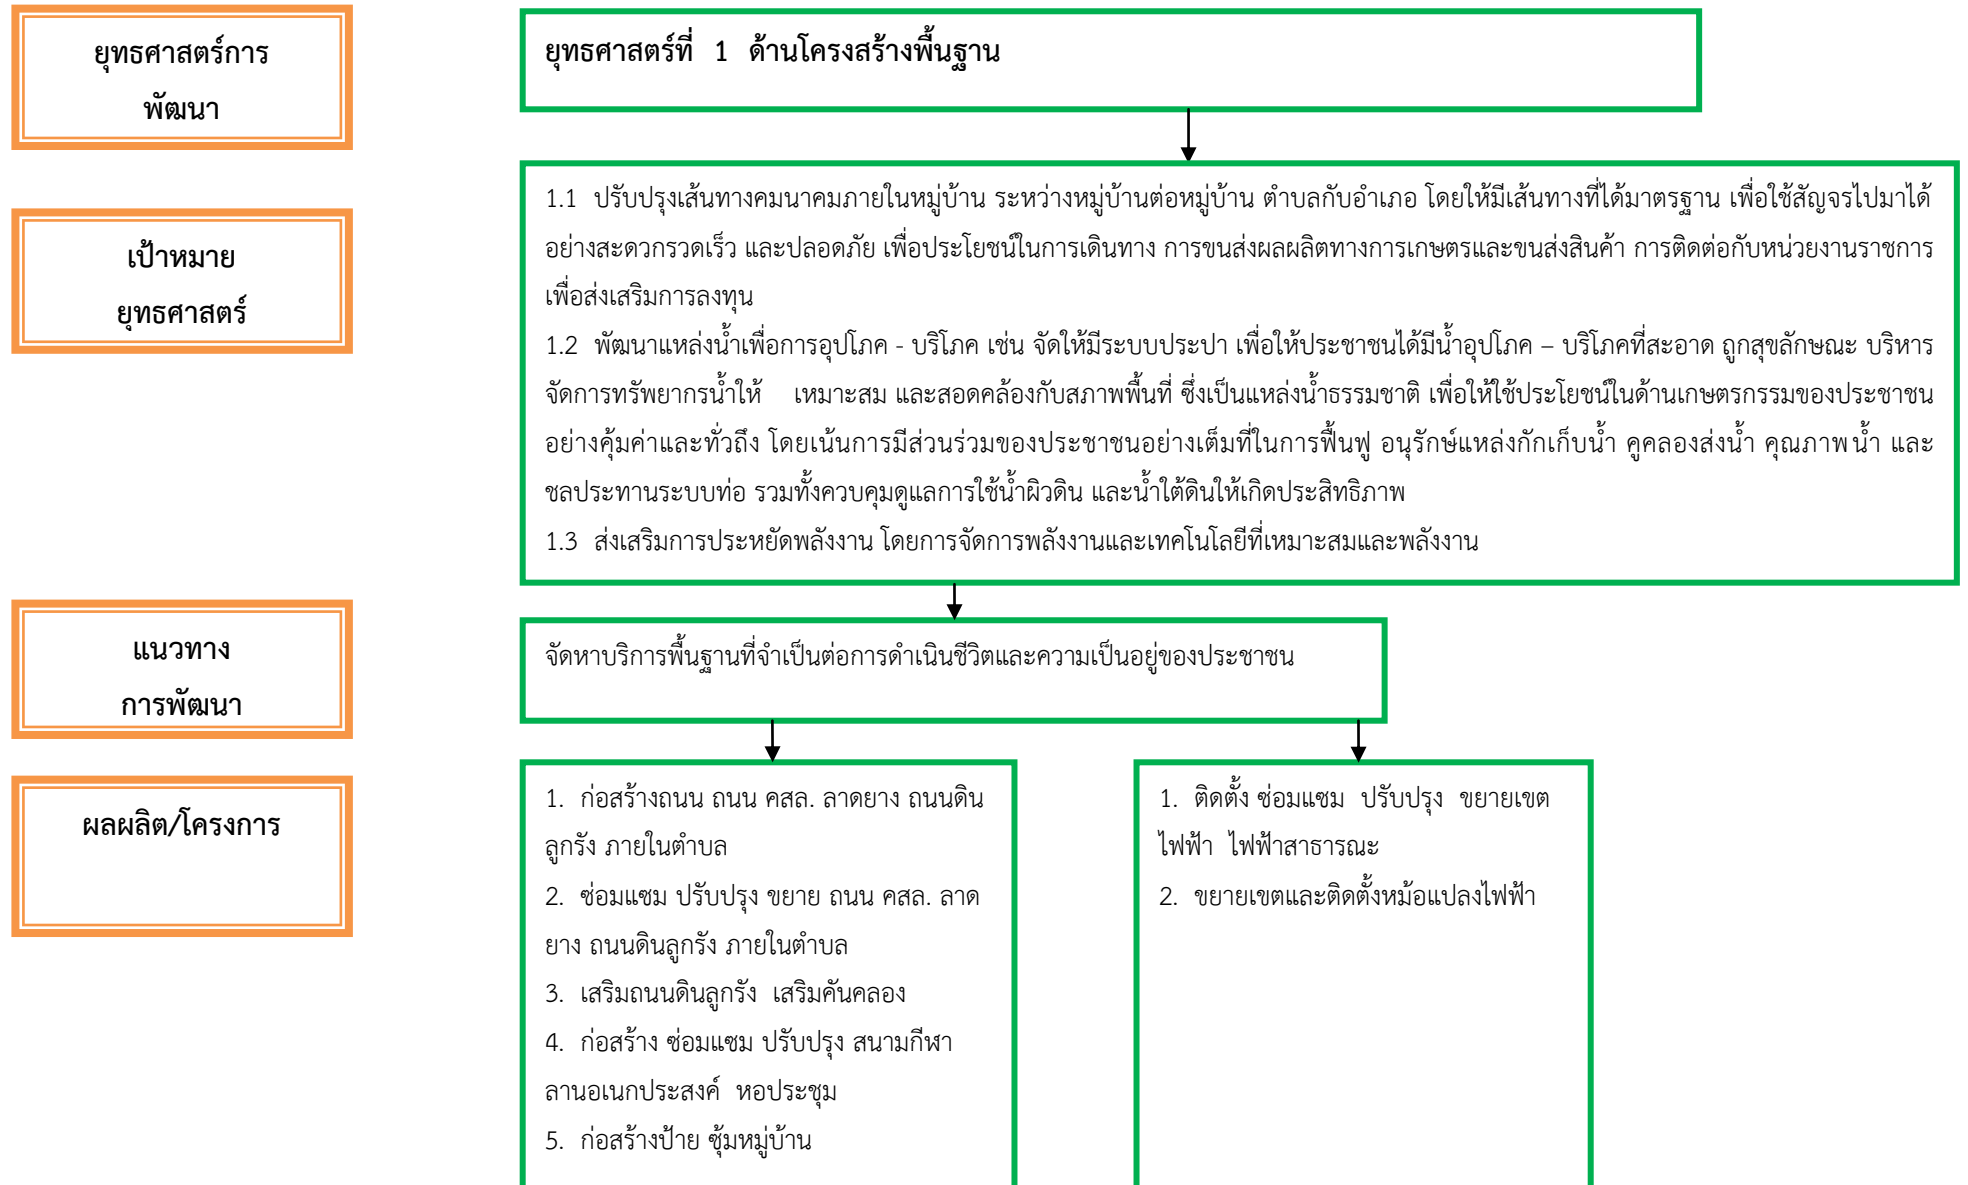 ยุทธศาสตร์การ
พัฒนา
ยุทธศาสตร์ที่ 1 ด้านโครงสร้างพื้นฐาน
เป้าหมาย
ยุทธศาสตร์
1.1 ปรับปรุงเส้นทางคมนาคมภายในหมู่บ้าน ระหว่างหมู่บ้านต่อหมู่บ้าน ตำบลกับอำเภอ โดยให้มีเส้นทางที่ได้มาตรฐาน เพื่อใช้สัญจรไปมาได้
อย่างสะดวกรวดเร็ว และปลอดภัย เพื่อประโยชน์ในการเดินทาง การขนส่งผลผลิตทางการเกษตรและขนส่งสินค้า การติดต่อกับหน่วยงานราชการ
เพื่อส่งเสริมการลงทุน
1.2 พัฒนาแหล่งน้ำเพื่อการอุปโภค - บริโภค เช่น จัดให้มีระบบประปา เพื่อให้ประชาชนได้มีน้ำอุปโภค – บริโภคที่สะอาด ถูกสุขลักษณะ บริหาร
จัดการทรัพยากรน้ำให้ เหมาะสม และสอดคล้องกับสภาพพื้นที่ ซึ่งเป็นแหล่งน้ำธรรมชาติ เพื่อให้ใช้ประโยชน์ในด้านเกษตรกรรมของประชาชน
อย่างคุ้มค่าและทั่วถึง โดยเน้นการมีส่วนร่วมของประชาชนอย่างเต็มที่ในการฟื้นฟู อนุรักษ์แหล่งกักเก็บน้ำ คูคลองส่งน้ำ คุณภาพน้ำ และ
ชลประทานระบบท่อ รวมทั้งควบคุมดูแลการใช้น้ำผิวดิน และน้ำใต้ดินให้เกิดประสิทธิภาพ
1.3 ส่งเสริมการประหยัดพลังงาน โดยการจัดการพลังงานและเทคโนโลยีที่เหมาะสมและพลังงาน
แนวทาง
การพัฒนา
จัดหาบริการพื้นฐานที่จำเป็นต่อการดำเนินชีวิตและความเป็นอยู่ของประชาชน
ผลผลิต/โครงการ
1. ก่อสร้างถนน ถนน คสล. ลาดยาง ถนนดิน
ลูกรัง ภายในตำบล
2. ซ่อมแซม ปรับปรุง ขยาย ถนน คสล. ลาด
ยาง ถนนดินลูกรัง ภายในตำบล
3. เสริมถนนดินลูกรัง เสริมคันคลอง
4. ก่อสร้าง ซ่อมแซม ปรับปรุง สนามกีฬา
ลานอเนกประสงค์ หอประชุม
5. ก่อสร้างป้าย ซุ้มหมู่บ้าน
1. ติดตั้ง ซ่อมแซม ปรับปรุง ขยายเขต
ไฟฟ้า ไฟฟ้าสาธารณะ
2. ขยายเขตและติดตั้งหม้อแปลงไฟฟ้า